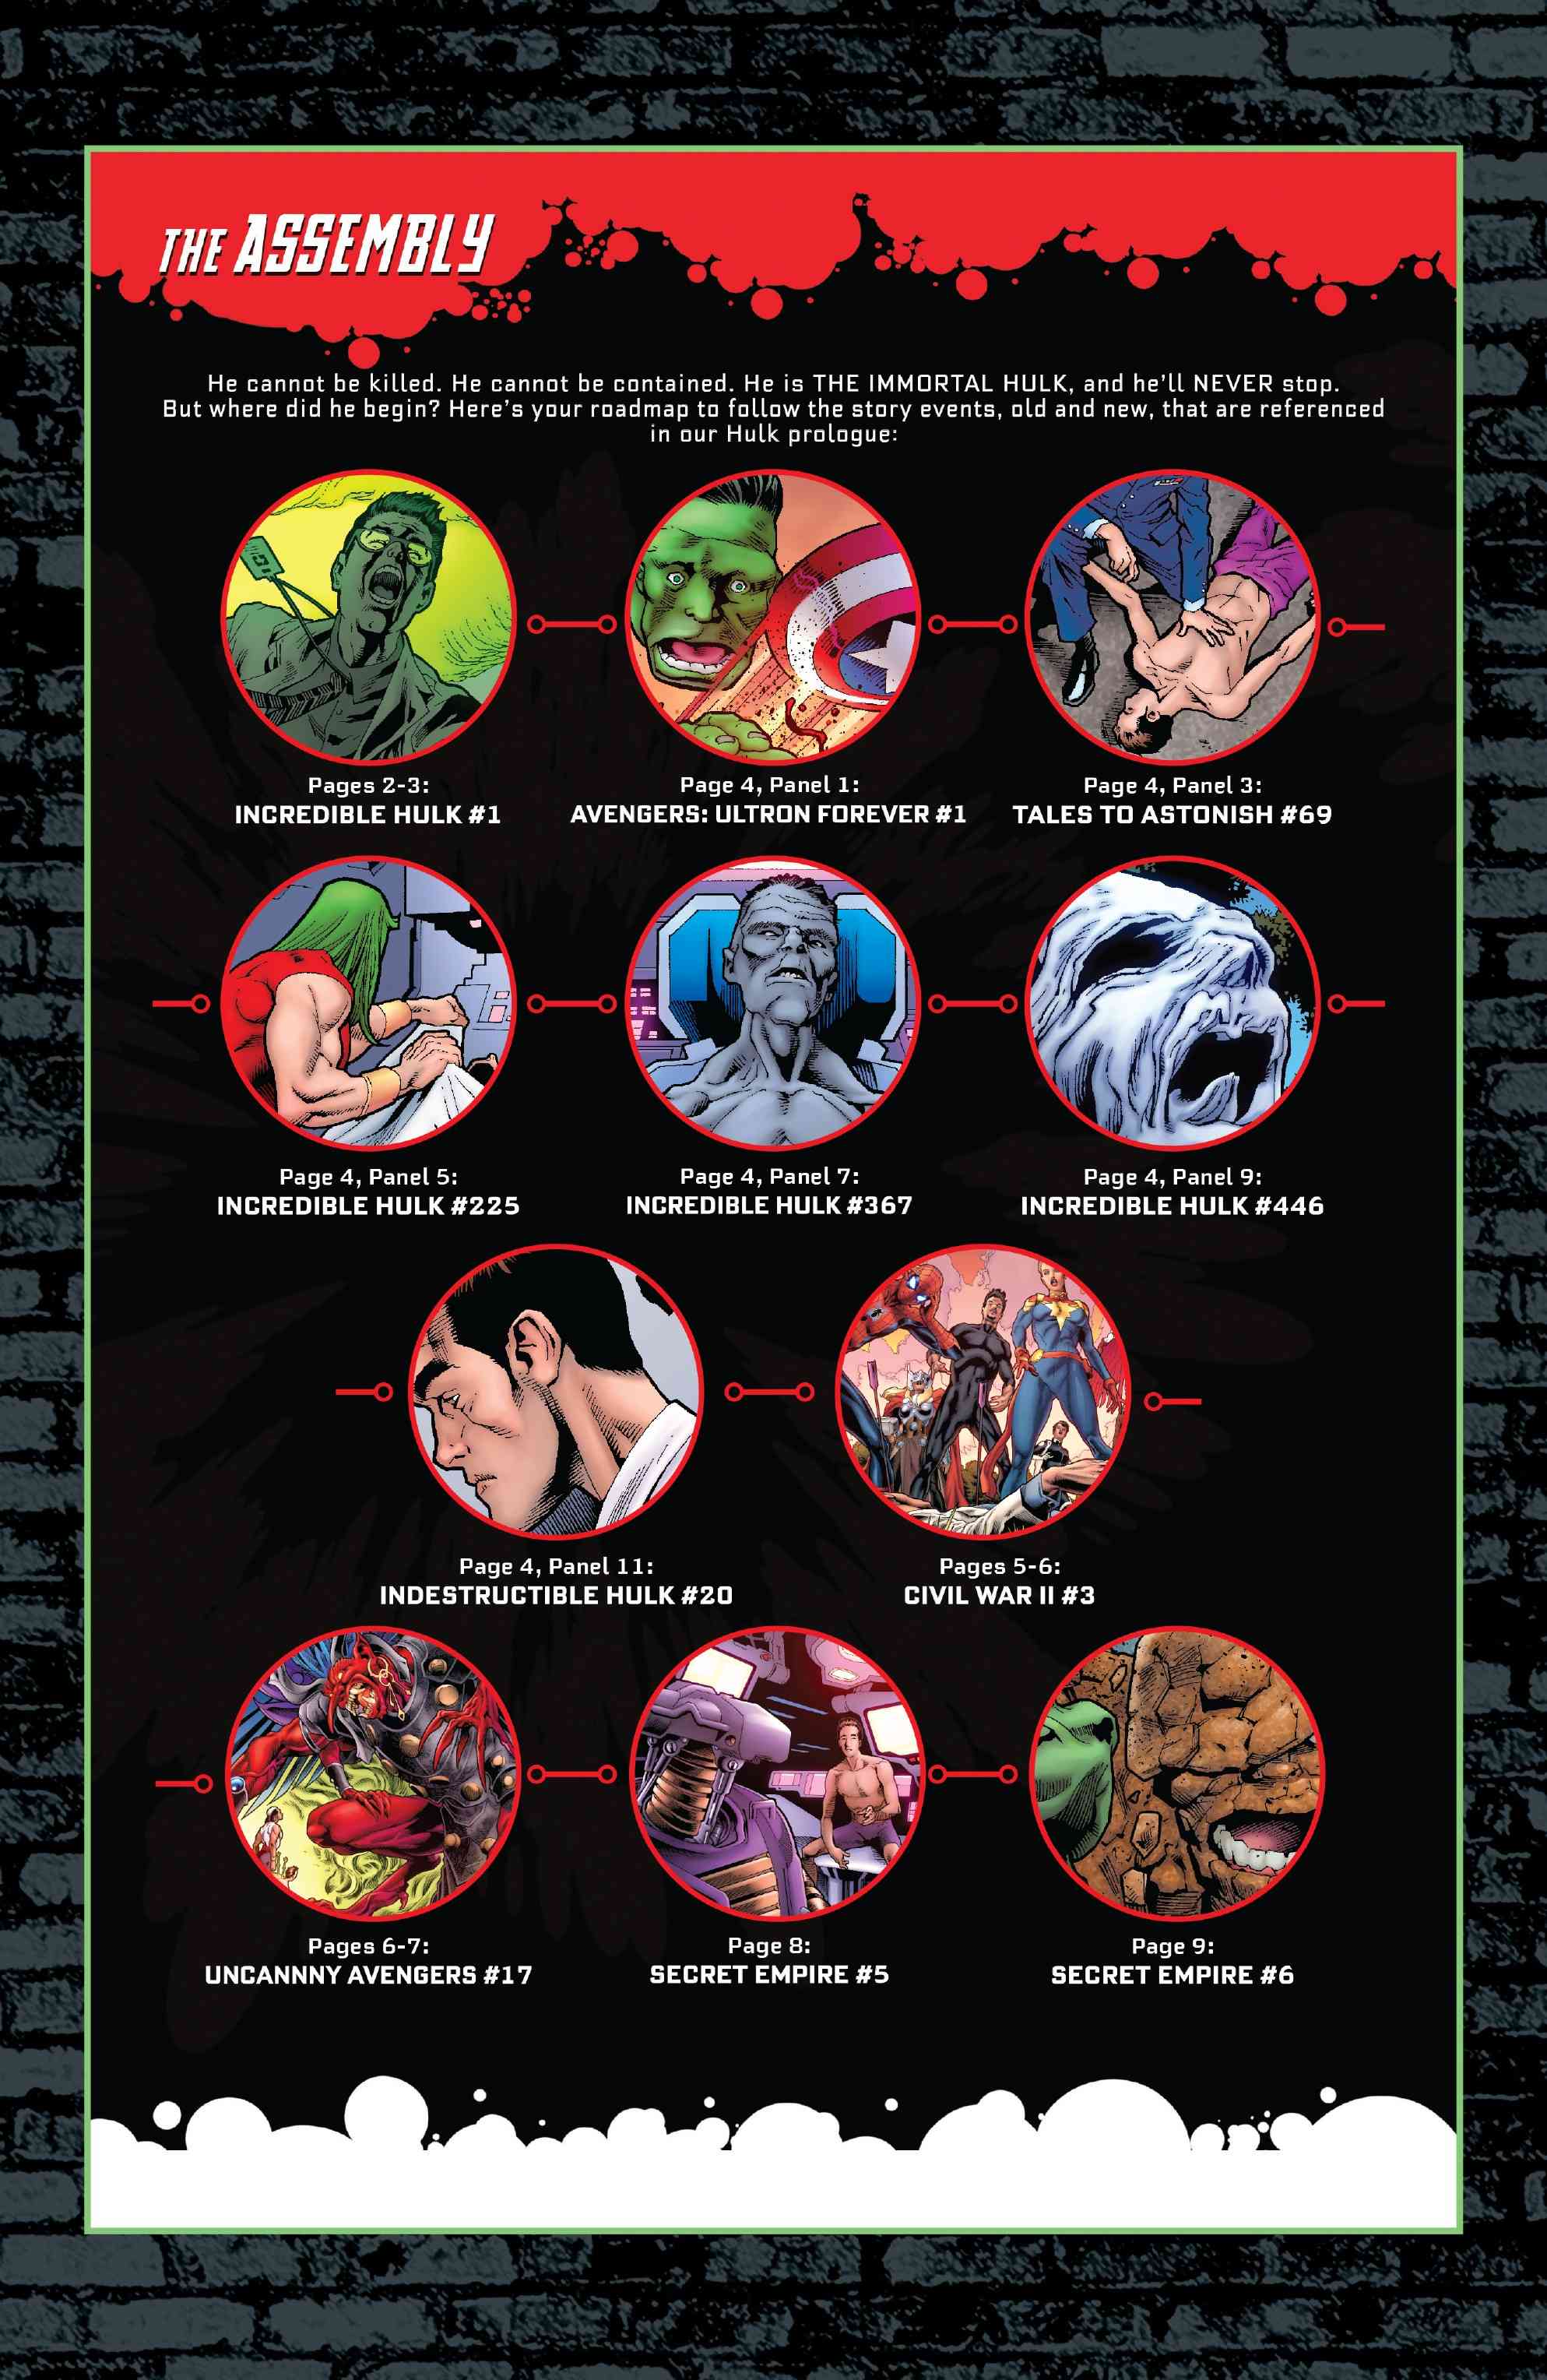 THE ASSEMBLY
He cannot be killed. He cannot be contained. He is THE IMMORTAL HULK, and he'll NEVER stop.
But where did he begin? Here's your roadmap to follow the story events, old and new, that are referenced
in our Hulk prologue:
Pages 2-3:
INCREDIBLE HULK #1
Page 4, Panel 1:
AVENGERS: ULTRON FOREVER #1
Page 4, Panel 3:
TALES TO ASTONISH #69
Page 4, Panel 5:
INCREDIBLE HULK #225
Page 4, Panel 7:
INCREDIBLE HULK #367
Page 4, Panel 9:
INCREDIBLE HULK #446
Page 4, Panel 11:
INDESTRUCTIBLE HULK #20
Pages 5-6:
CIVIL WAR II #3
Pages 6-7:
UNCANNNY AVENGERS #17
Page 8:
SECRET EMPIRE #5
Page 9:
SECRET EMPIRE #6